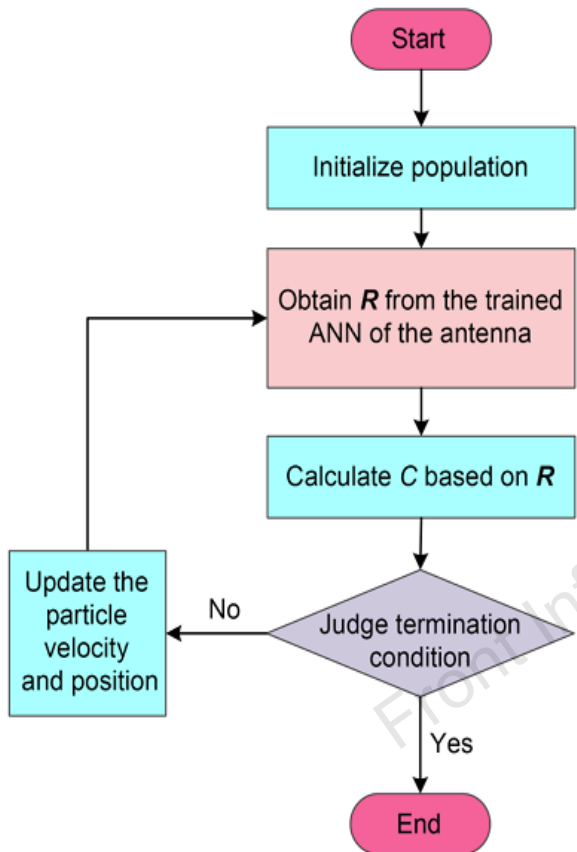 Start
Initialize population
Obtain R from the trained
ANN of the antenna
Calculate C based on R
Judge termination
condition
No
Update the
particle
velocity
and position
Yes
End
Front